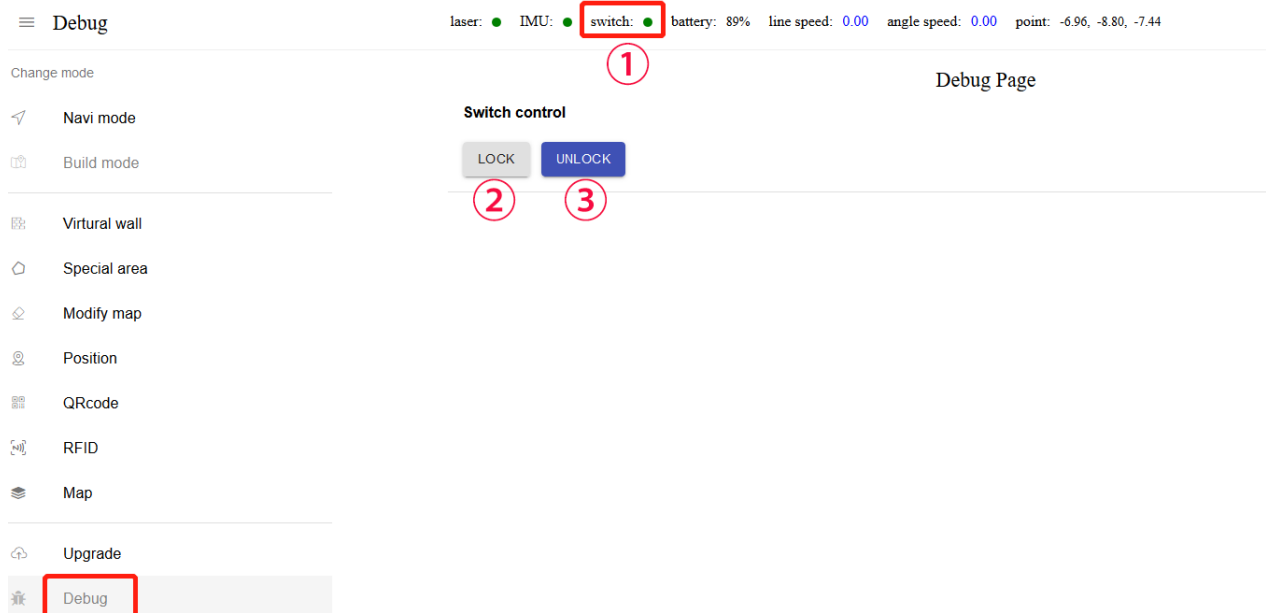 Debug
laser: IMU: switch: battery: 89% line speed: 0.00 angle speed: 0.00 point: -6.96, -8.80, -7.44
①
Change mode
Debug Page
Navi mode
Switch control
Build mode
LOCK UNLOCK
② ③
Virtural wall
Special area
Modify map
Position
QRcode
RFID
Map
Upgrade
Debug